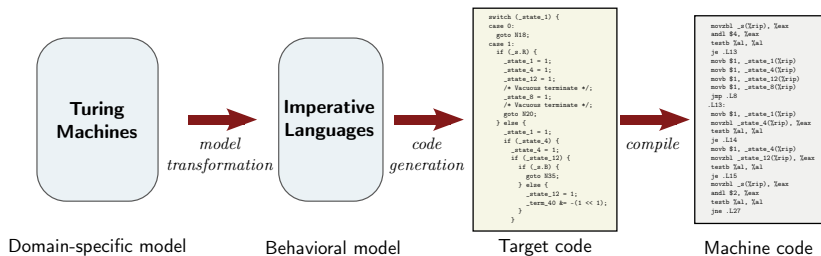 Turing
Machines
model
transformation
Imperative
Languages
code
generation
switch (_state_1) {
case 0:
goto N18;
case 1:
if (_s.R) {
_state_1 = 1;
_state_4 = 1;
_state_12 = 1;
/* Vacuous terminate */;
_state_8 = 1;
/* Vacuous terminate */;
goto N20;
} else {
_state_1 = 1;
if (_state_4) {
_state_4 = 1;
if (_state_12) {
if (_s.B) {
goto N35;
} else {
_state_12 = 1;
_term_40 &= -(1 << 1);
}
}
compile
movzbl _s(%rip), %eax
andl $4, %eax
testb %al, %al
je .L13
movb $1, _state_1(%rip)
movb $1, _state_4(%rip)
movb $1, _state_12(%rip)
movb $1, _state_8(%rip)
jmp .L8
.L13:
movb $1, _state_1(%rip)
movzbl _state_4(%rip), %eax
testb %al, %al
je .L14
movb $1, _state_4(%rip)
movzbl _state_12(%rip), %eax
testb %al, %al
je .L15
movzbl _s(%rip), %eax
andl $2, %eax
testb %al, %al
jne .L27
Domain-specific model
Behavioral model
Target code
Machine code